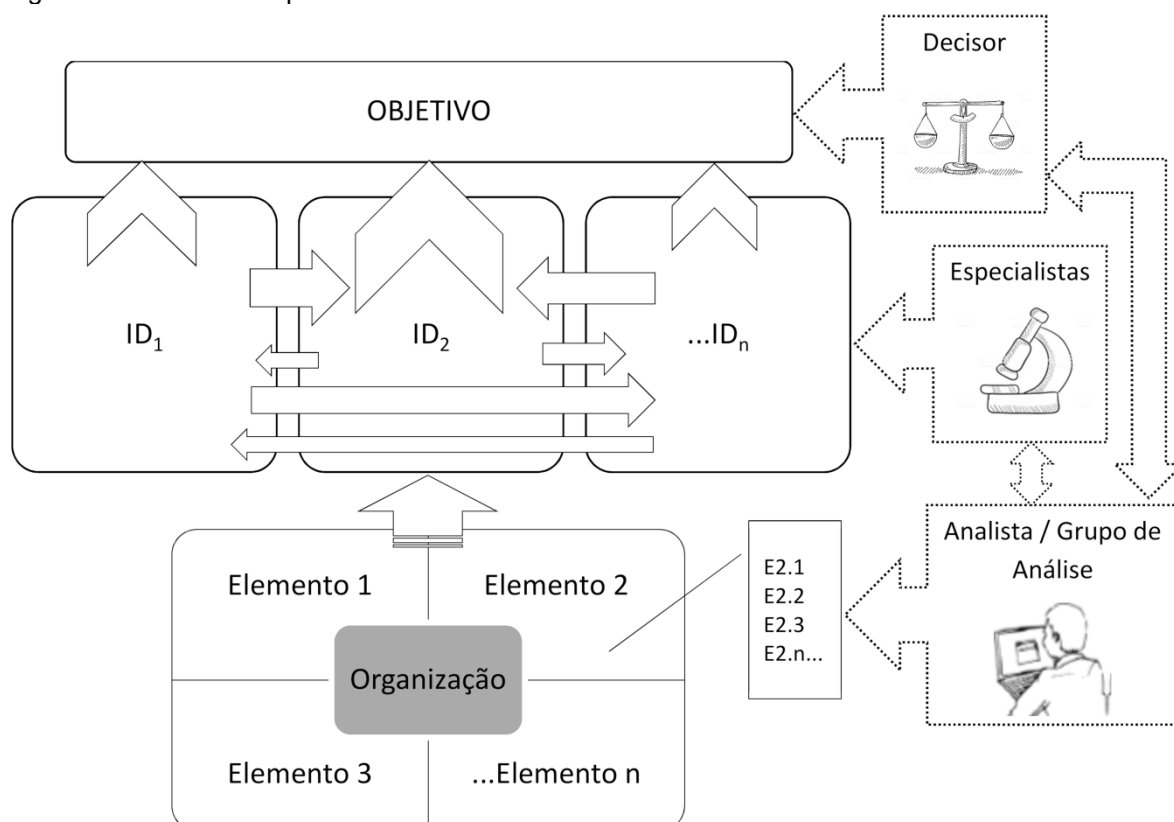 Decisor
OBJETIVO
Especialistas
ID₁
ID₂
...IDₙ
Analista / Grupo de
Análise
Elemento 1
Elemento 2
E2.1
E2.2
E2.3
E2.n...
Organização
Elemento 3
...Elemento n